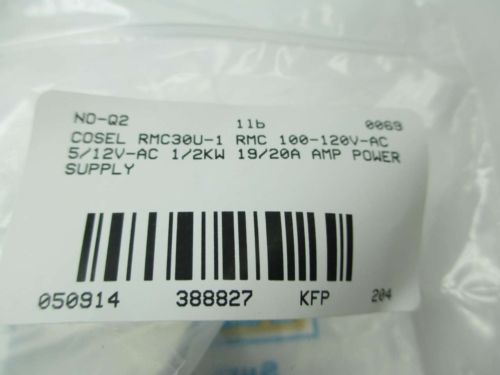 NO-Q2 1lb 0069
COSEL RMC30U-1 RMC 100-120V-AC
5/12V-AC 1/2KW 19/20A AMP POWER
SUPPLY
050914 388827 KFP 204